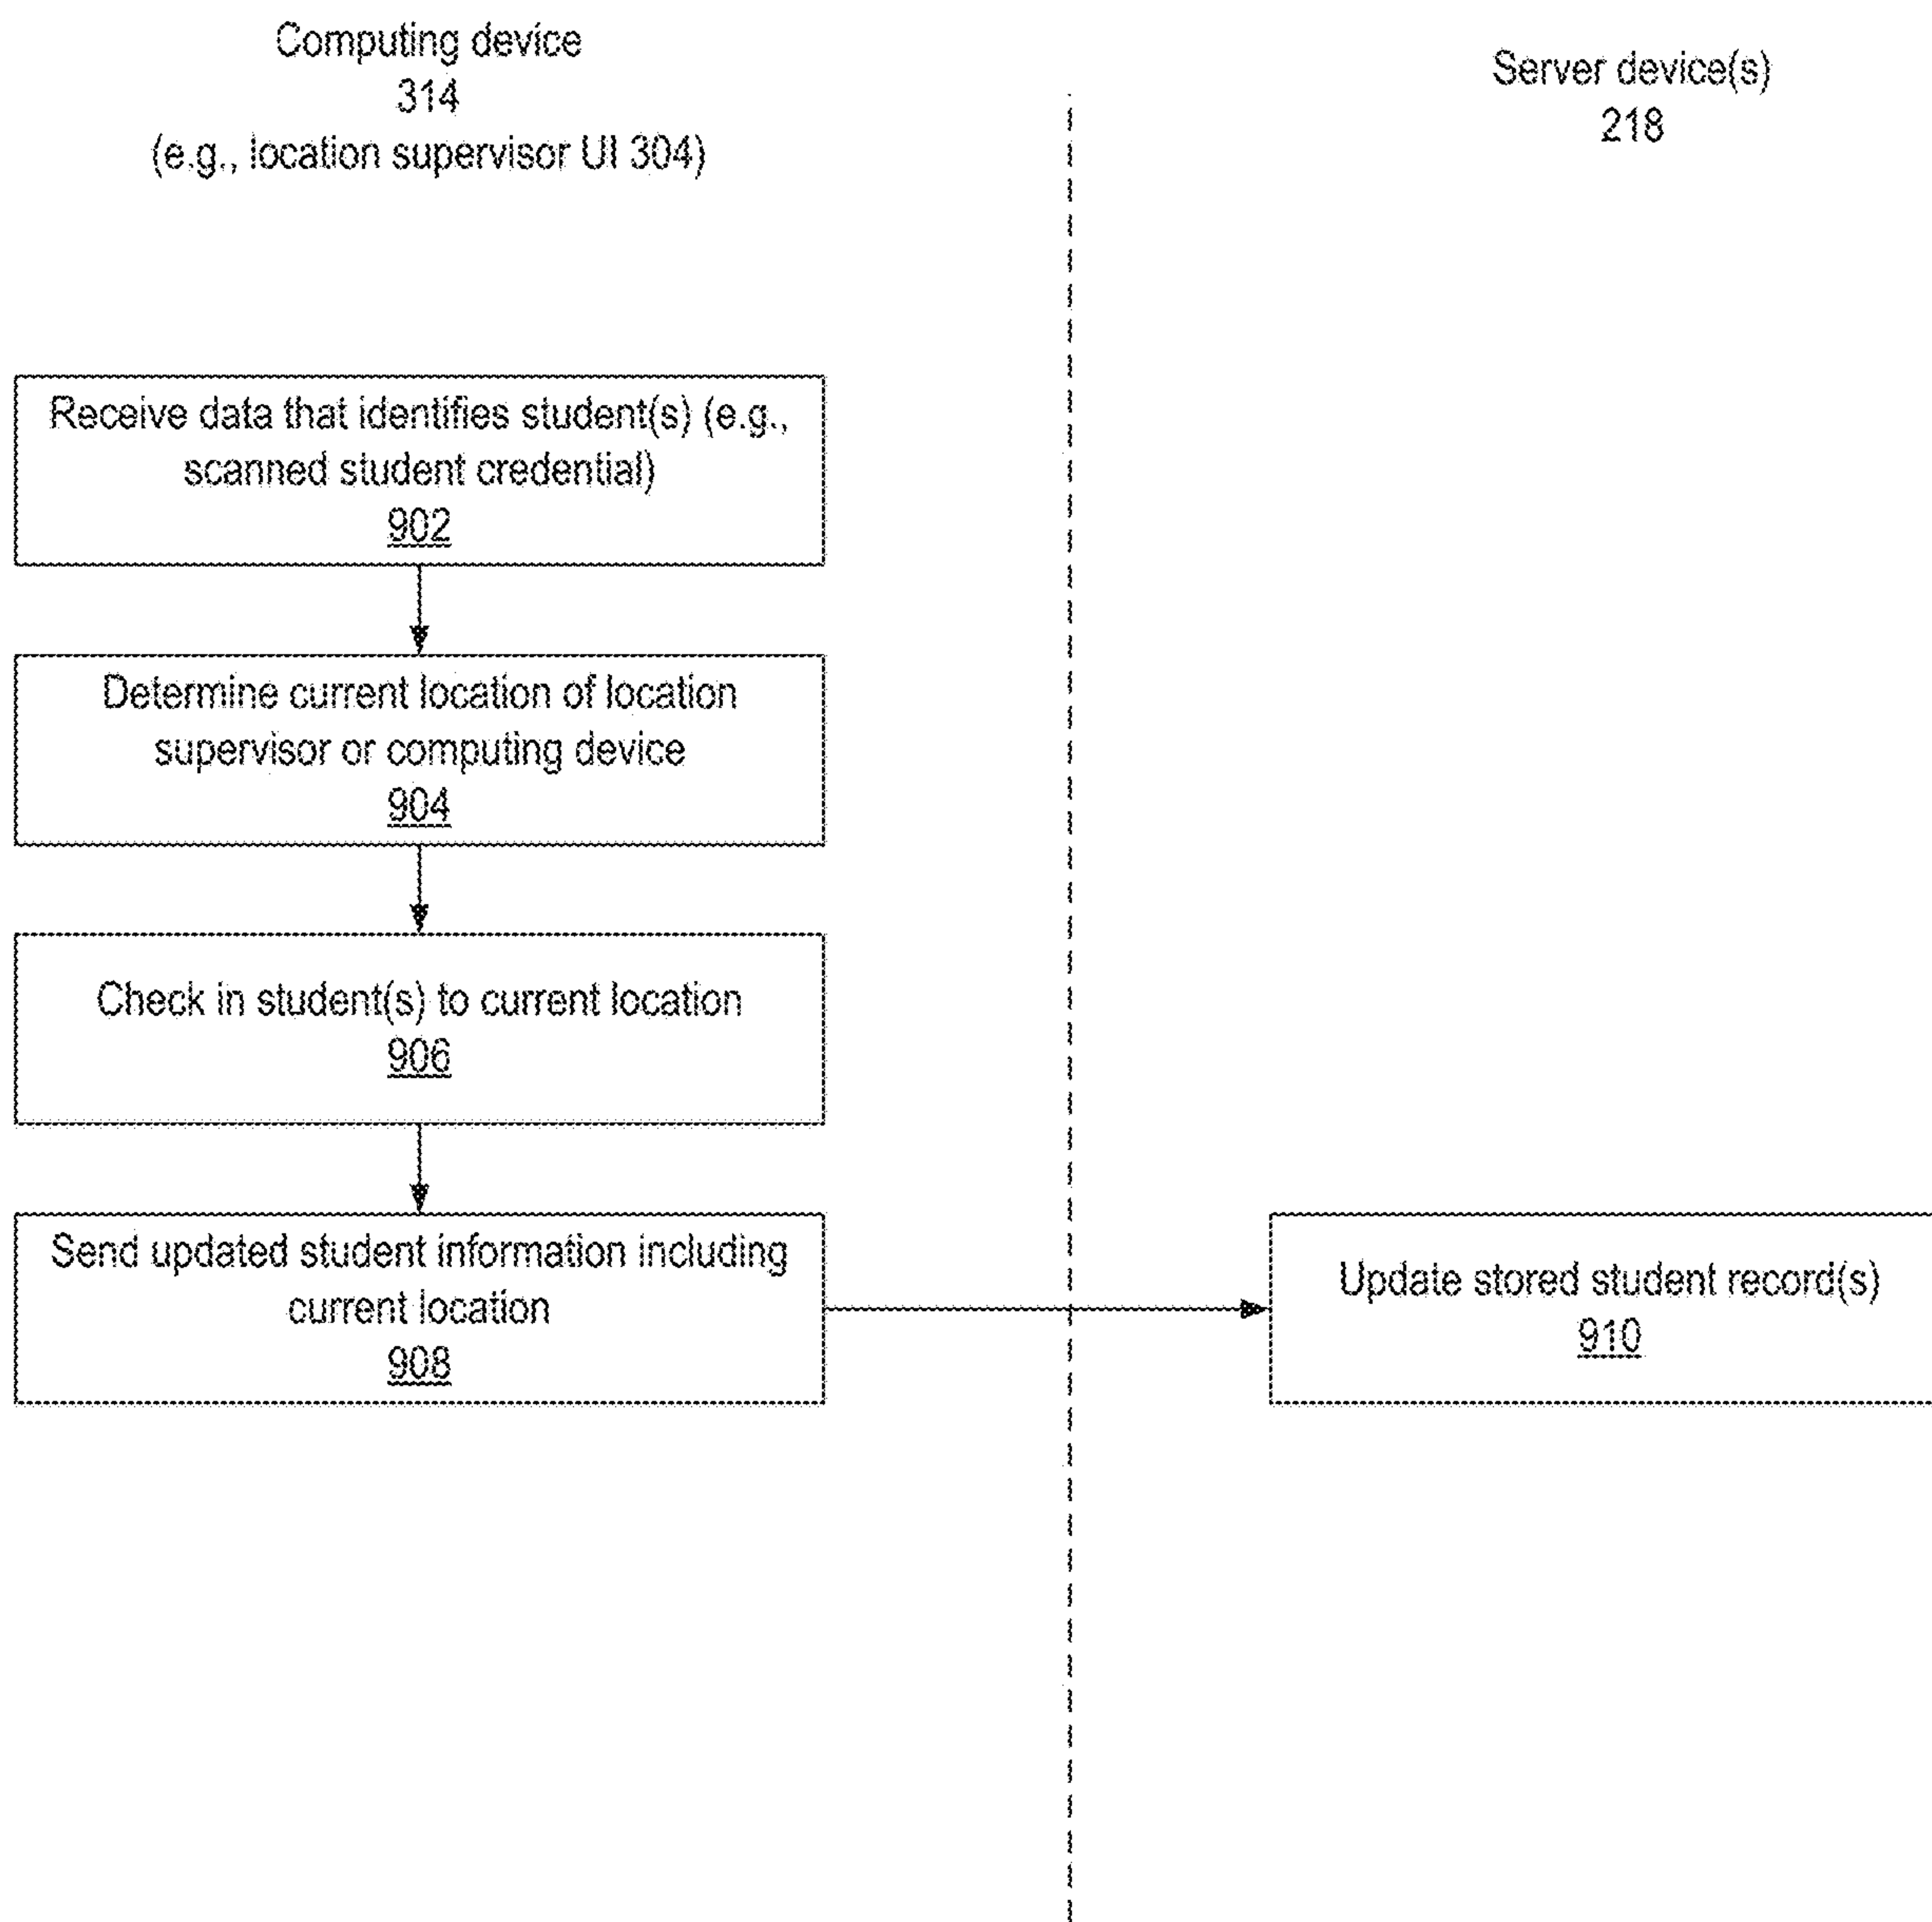 Computing device
314
(e.g., location supervisor UI 304)
Server device(s)
218
Receive data that identifies student(s) (e.g.,
scanned student credential)
902
Determine current location of location
supervisor or computing device
904
Check in student(s) to current location
906
Send updated student information including
current location
908
Update stored student record(s)
910